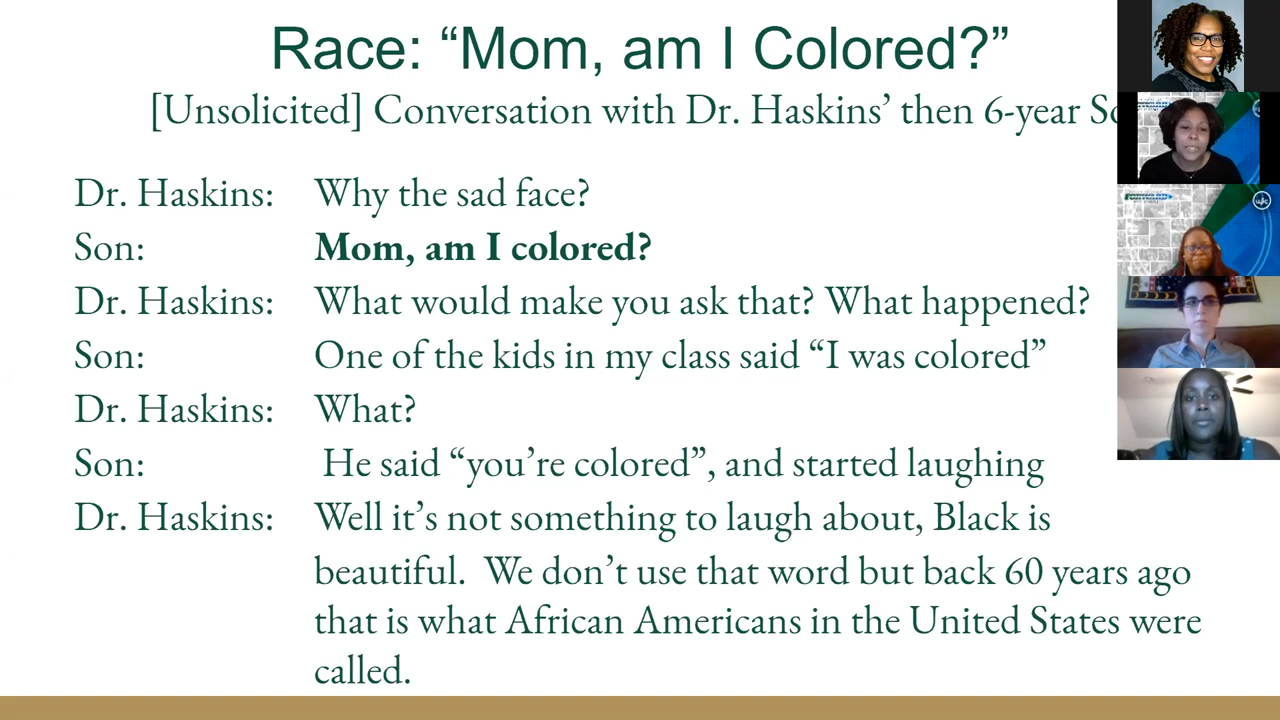 Race: “Mom, am I Colored?”
[Unsolicited] Conversation with Dr. Haskins’ then 6-year
Dr. Haskins: Why the sad face?
Son: Mom, am I colored?
Dr. Haskins: What would make you ask that? What happened?
Son: One of the kids in my class said “I was colored”
Dr. Haskins: What?
Son: He said “you’re colored”, and started laughing
Dr. Haskins: Well it’s not something to laugh about, Black is
beautiful. We don’t use that word but back 60 years ago
that is what African Americans in the United States were
called.